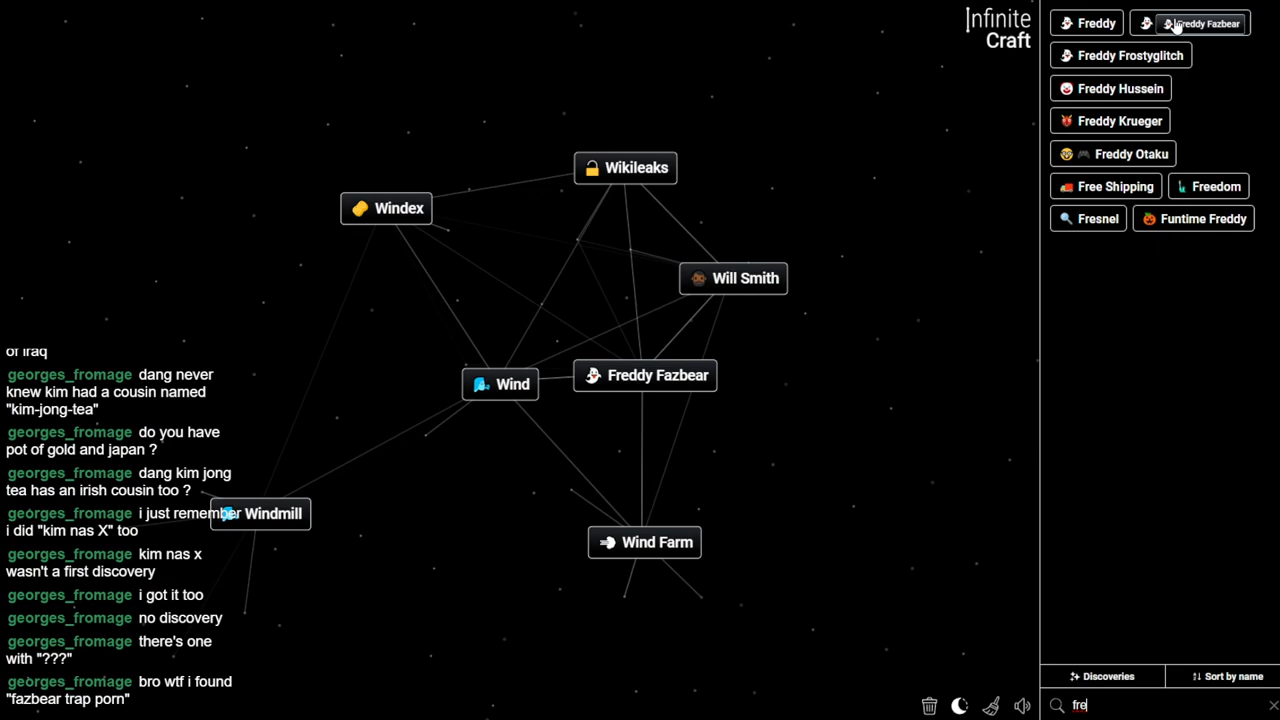 Infinite
Craft
Freddy
Freddy Fazbear
Freddy Frostyglitch
Freddy Hussein
Freddy Krueger
Freddy Otaku
Free Shipping
Freedom
Fresnel
Funtime Freddy
Wikileaks
Windex
Will Smith
Wind
Freddy Fazbear
Windmill
Wind Farm
of Iraq
georges_fromage dang never
knew kim had a cousin named
"kim-jong-tea"
georges_fromage do you have
pot of gold and japan ?
georges_fromage dang kim jong
tea has an irish cousin too ?
georges_fromage i just remember
i did "kim nas X" too
georges_fromage kim nas x
wasn't a first discovery
georges_fromage i got it too
georges_fromage no discovery
georges_fromage there's one
with "???"
georges_fromage bro wtf i found
"fazbear trap porn"
Discoveries
Sort by name
fre